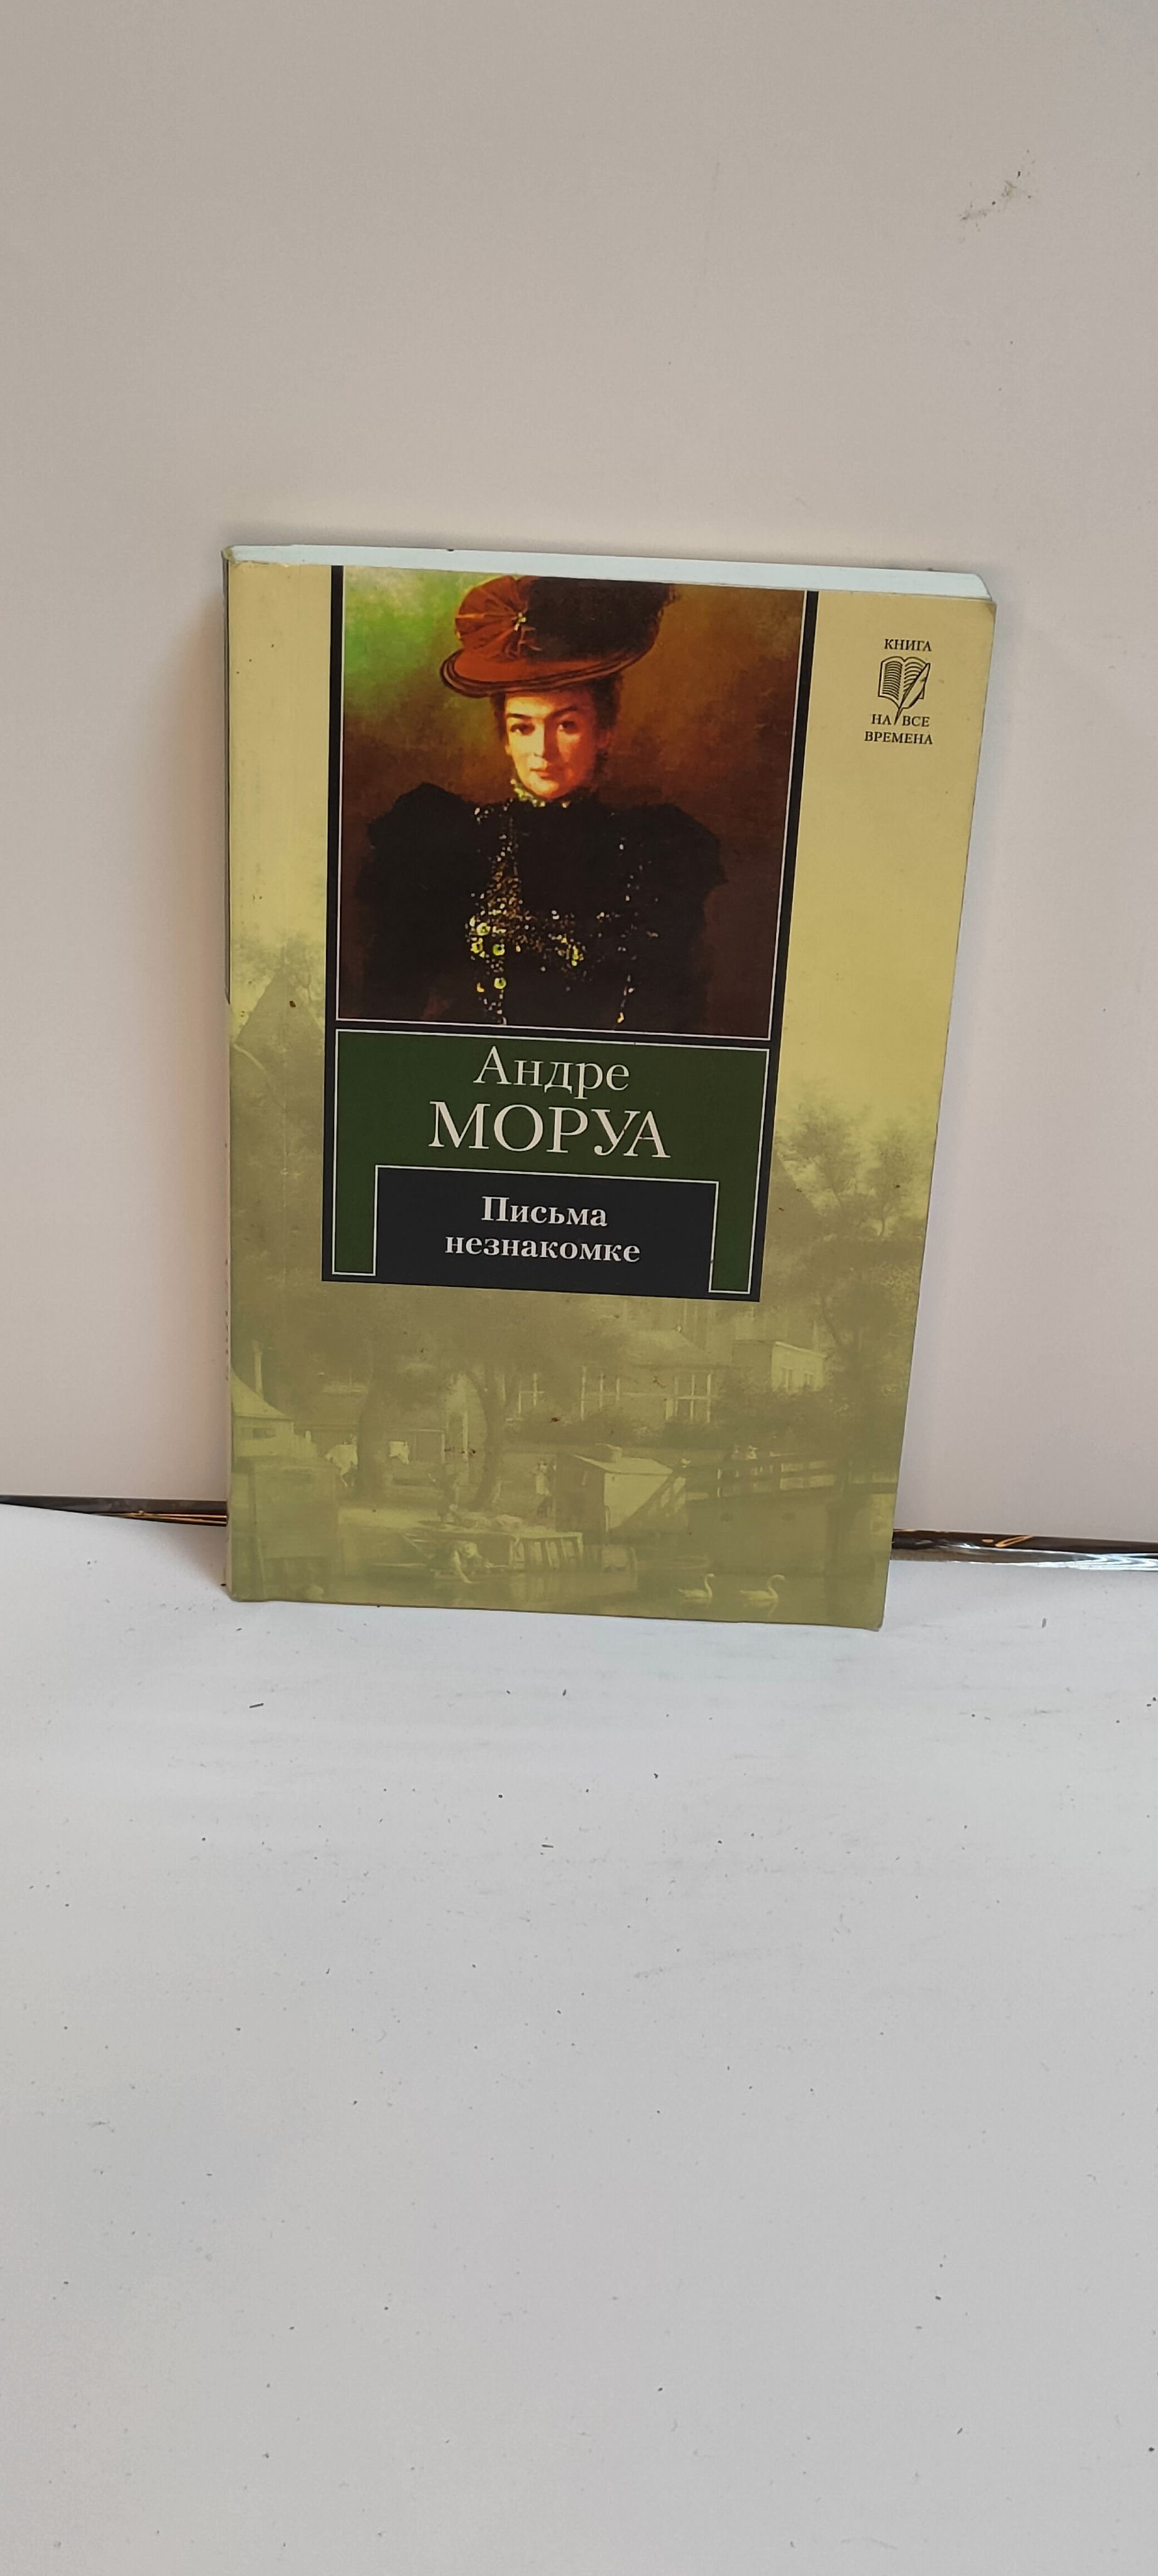 КНИГА
НА ВСЕ
ВРЕМЕНА
Андре
МОРУА
Письма
незнакомке